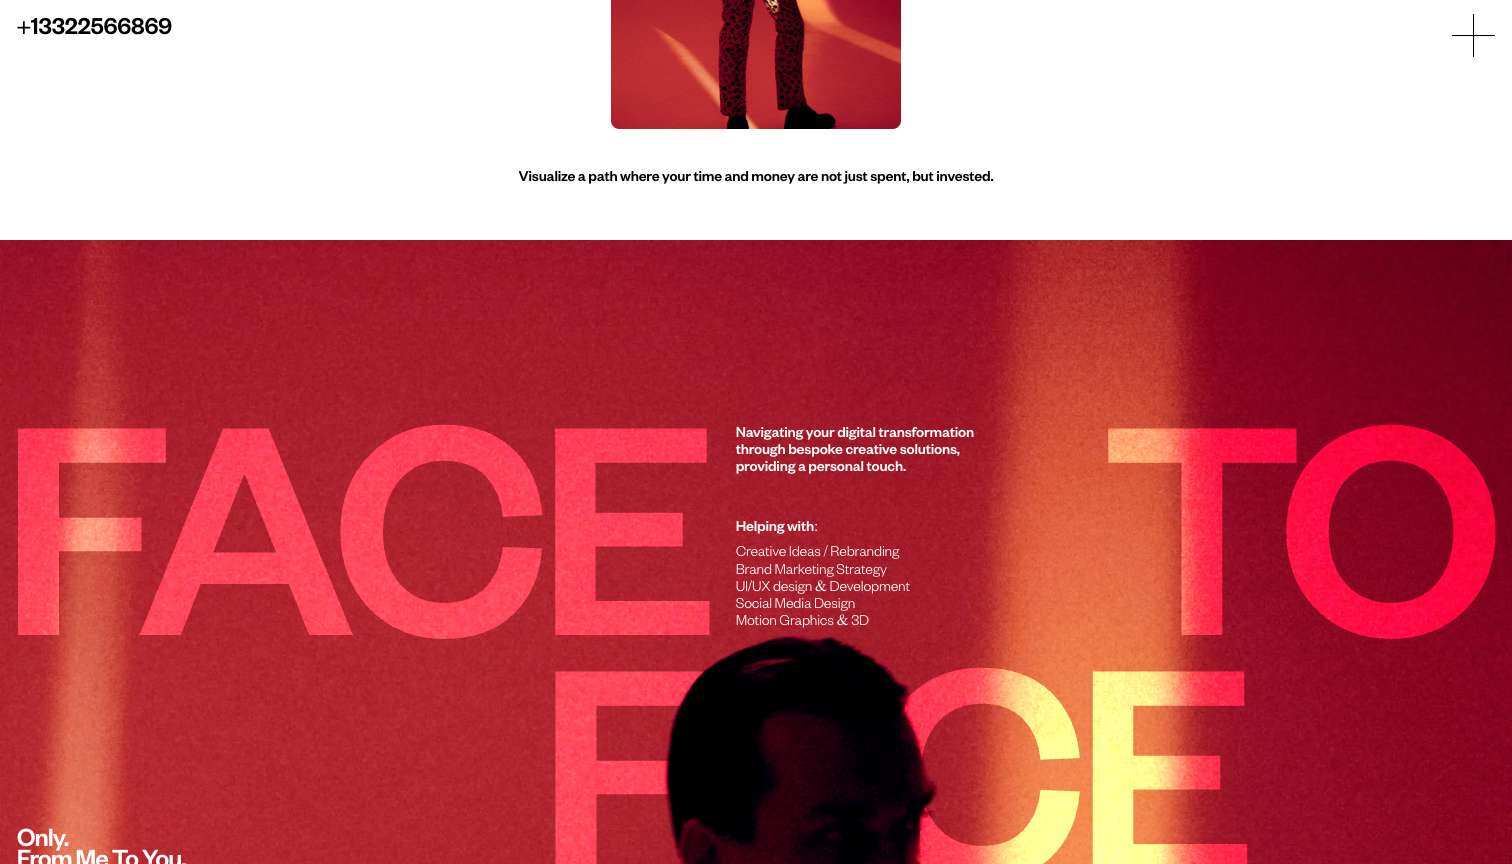 +13322566869
Visualize a path where your time and money are not just spent, but invested.
FACE TO
Navigating your digital transformation
through bespoke creative solutions,
providing a personal touch.
Helping with:
Creative Ideas / Rebranding
Brand Marketing Strategy
UI/UX design & Development
Social Media Design
Motion Graphics & 3D
F CE
Only.
From Me To You.